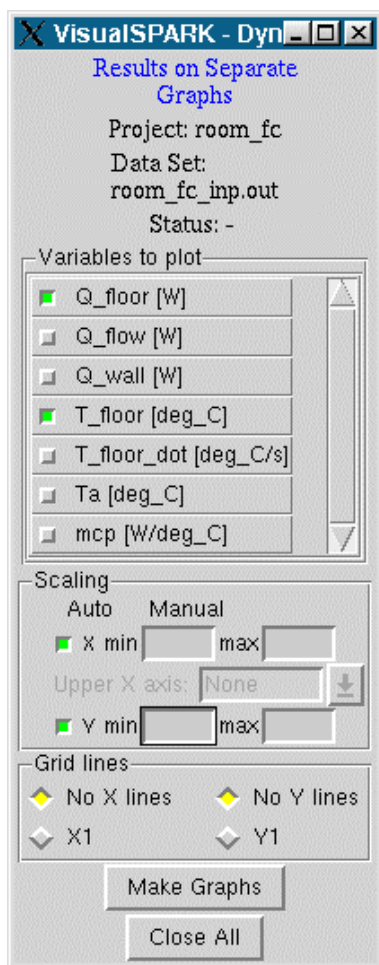 VisualSPARK - Dyn
Results on Separate
Graphs
Project: room_fc
Data Set:
room_fc_inp.out
Status: -
Variables to plot
Q_floor [W]
Q_flow [W]
Q_wall [W]
T_floor [deg_C]
T_floor_dot [deg_C/s]
Ta [deg_C]
mcp [W/deg_C]
Scaling
Auto Manual
X min max
Upper X axis: None
Y min max
Grid lines
No X lines No Y lines
X1 Y1
Make Graphs
Close All